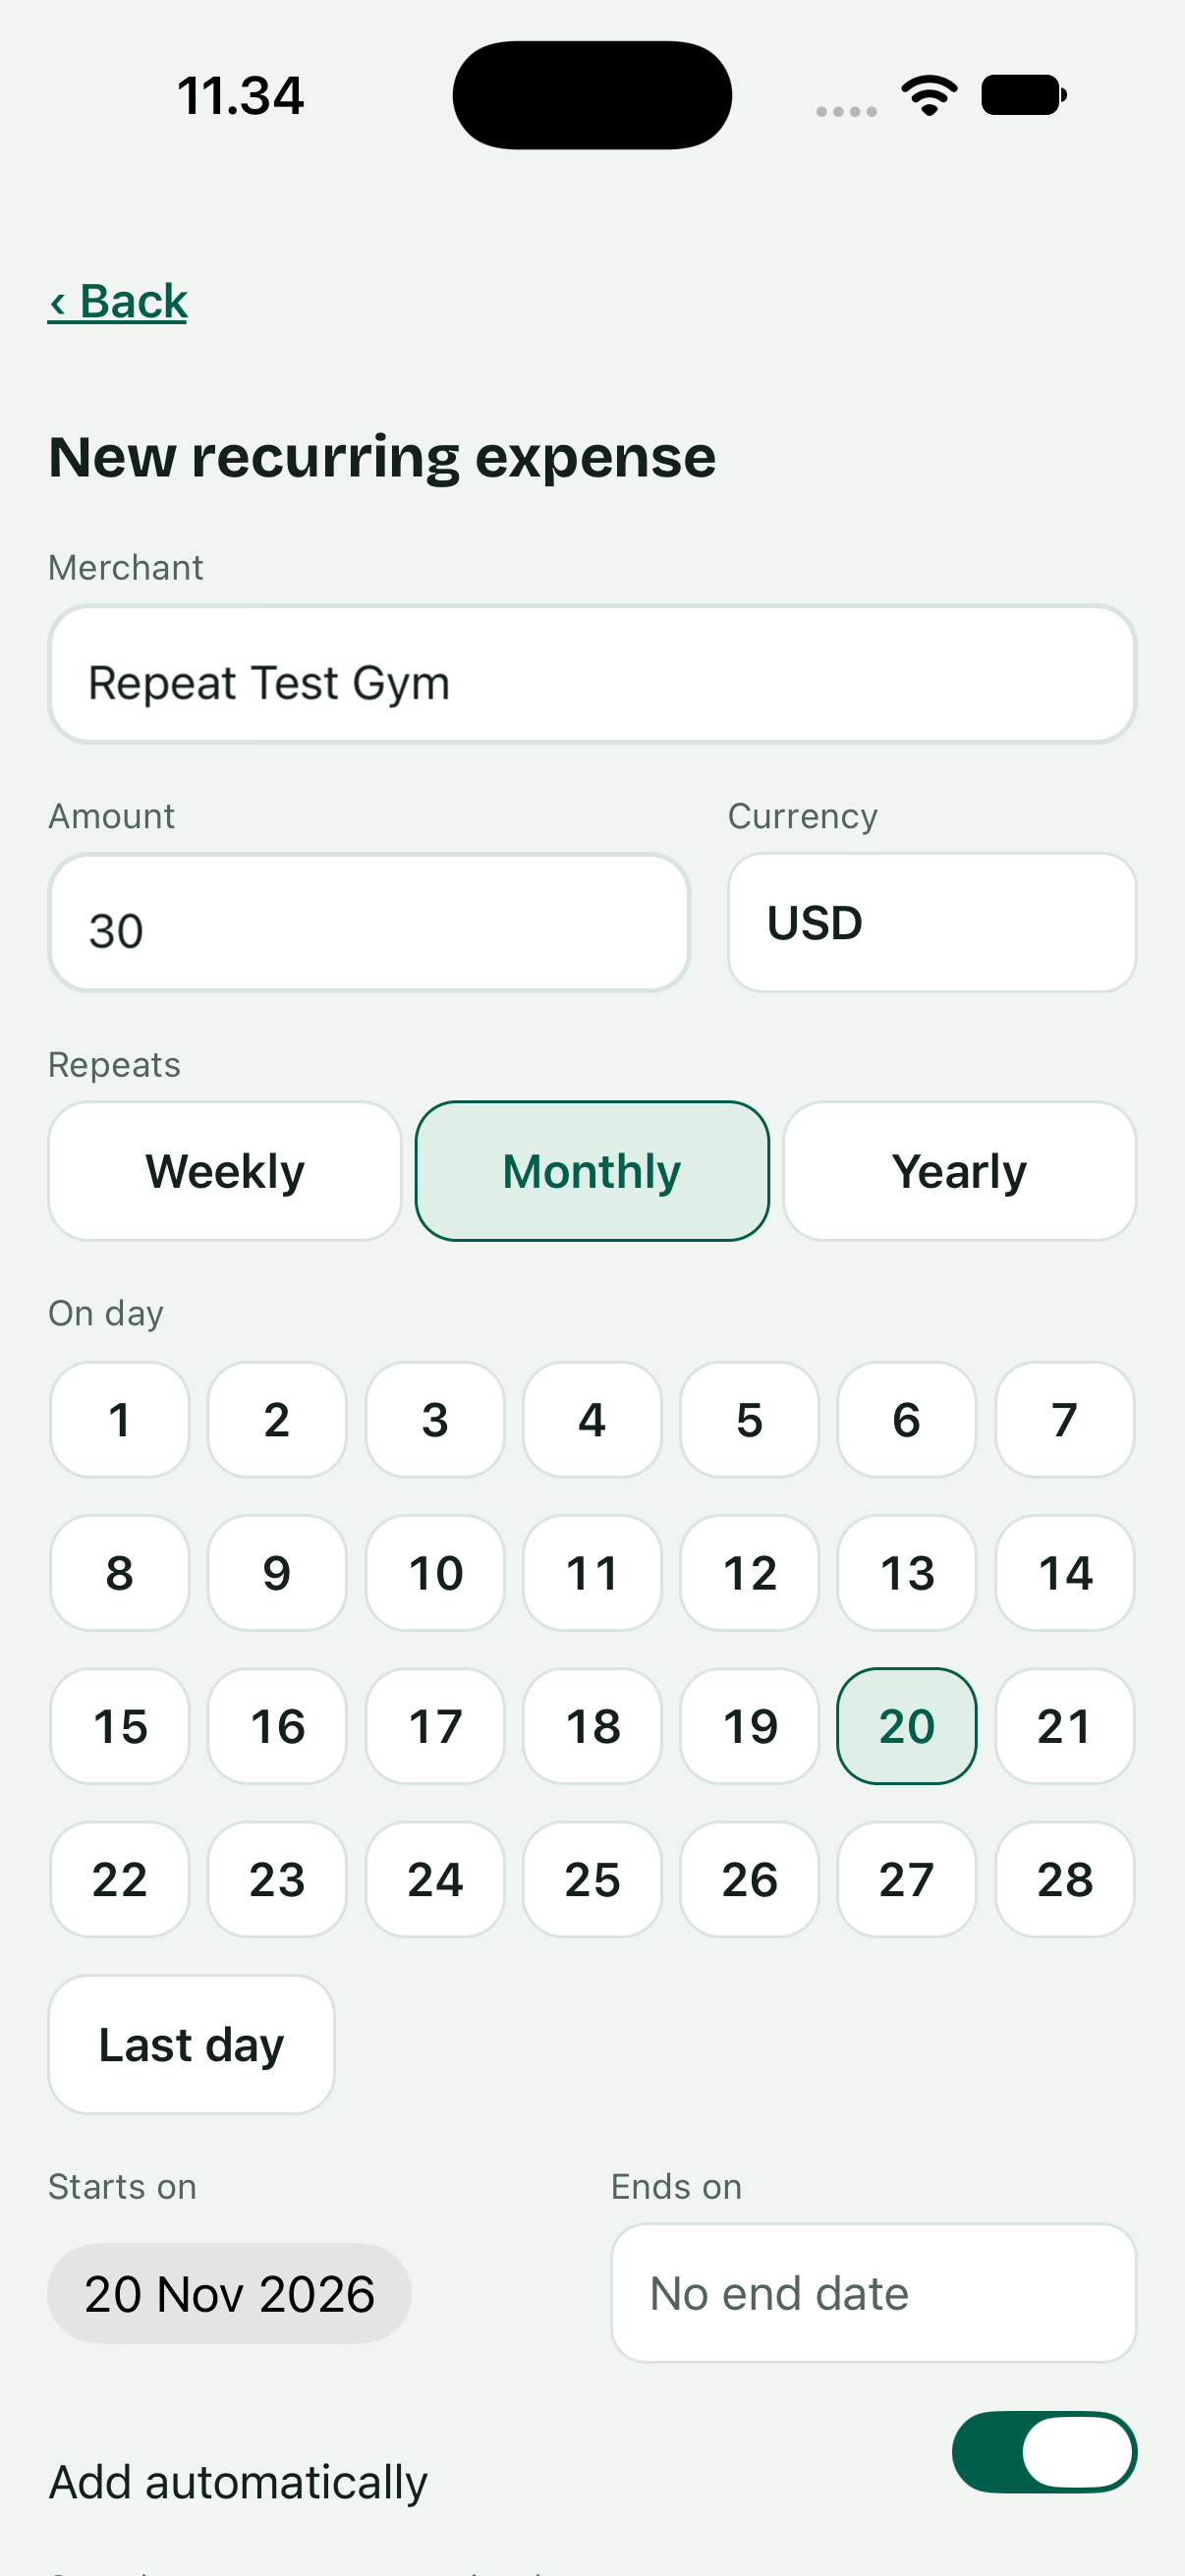 11.34
‹ Back
New recurring expense
Merchant
Repeat Test Gym
Amount Currency
30 USD
Repeats
Weekly Monthly Yearly
On day
1 2 3 4 5 6 7
8 9 10 11 12 13 14
15 16 17 18 19 20 21
22 23 24 25 26 27 28
Last day
Starts on Ends on
20 Nov 2026 No end date
Add automatically